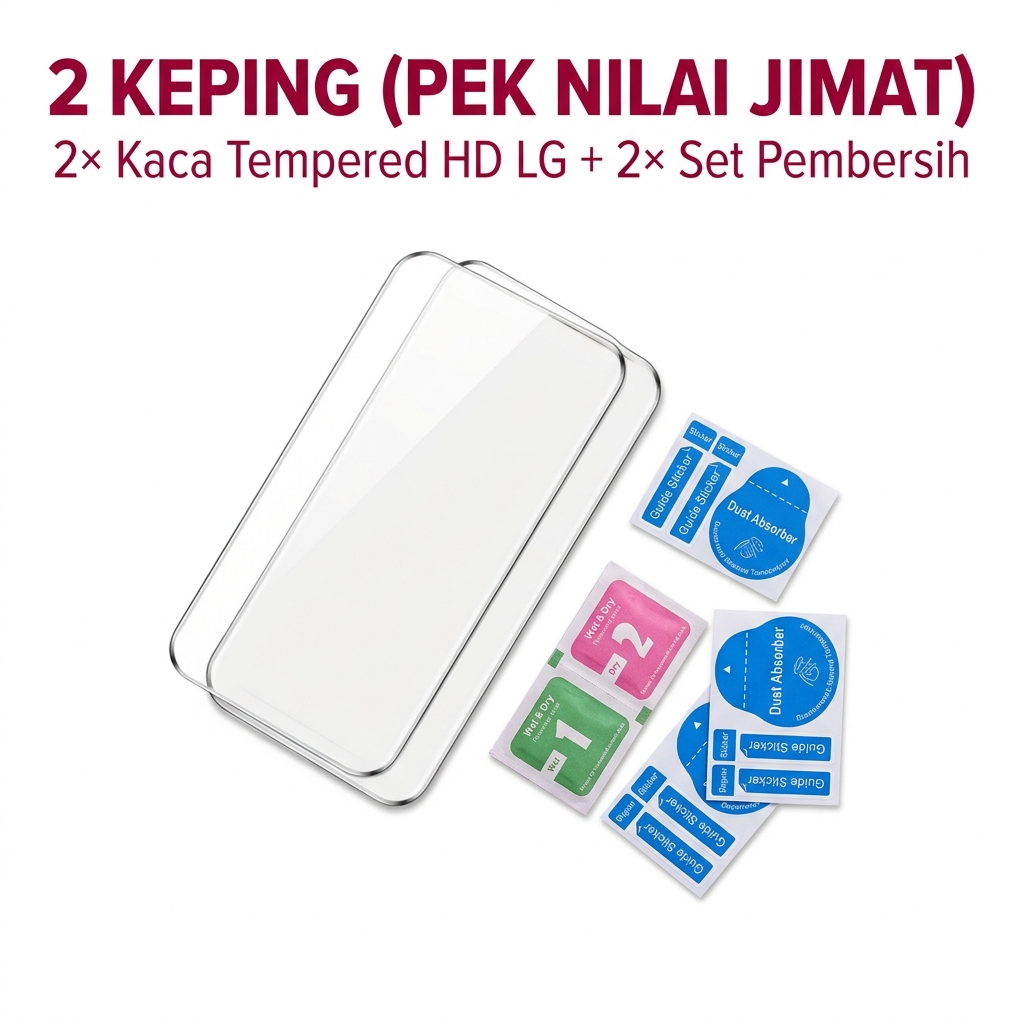 2 KEPING (PEK NILAI JIMAT)
2× Kaca Tempered HD LG + 2× Set Pembersih
Guide Sticker
Guide Sticker
Dust Absorber
Wet & Dry
2
Dry
Wet & Dry
1
Wet
Dust Absorber
Guide Sticker
Guide Sticker
Guide Sticker
Guide Sticker